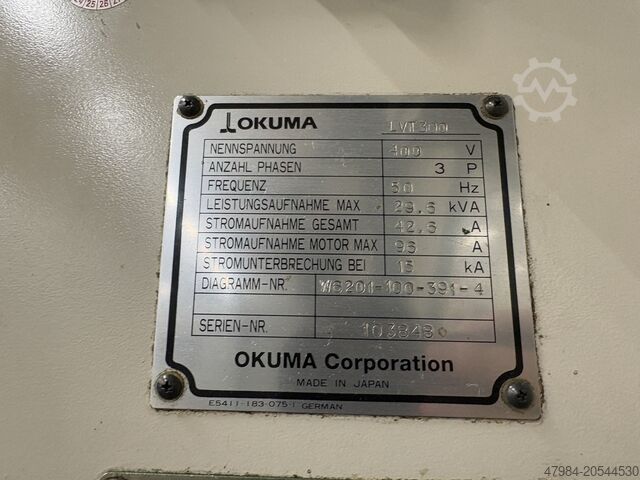 OKUMA LVT300
NENNSPANNUNG 400 V
ANZAHL PHASEN 3 P
FREQUENZ 50 Hz
LEISTUNGSAUFNAHME MAX 29,5 kVA
STROMAUFNAHME GESAMT 42,6 A
STROMAUFNAHME MOTOR MAX 96 A
STROMUNTERBRECHUNG BEI 15 kA
DIAGRAMM-NR. W6201-100-391-4
SERIEN-NR. 103848
OKUMA Corporation
MADE IN JAPAN
E5411-183-075-1 GERMAN
47984-20544530